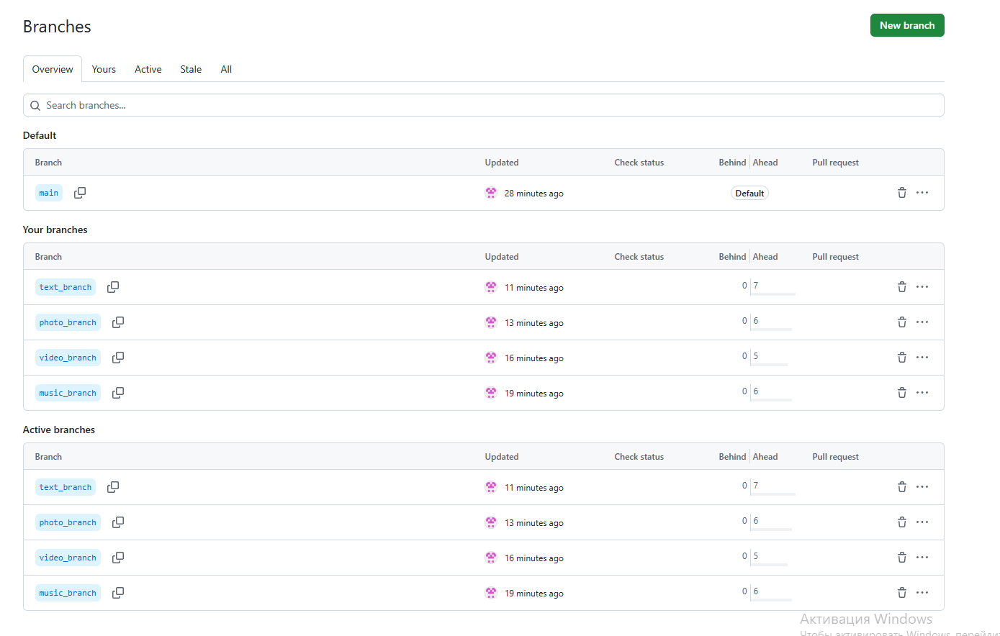 Branches
New branch
Overview Yours Active Stale All
Search branches...
Default
Branch Updated Check status Behind Ahead Pull request
main 28 minutes ago Default
Your branches
Branch Updated Check status Behind Ahead Pull request
text_branch 11 minutes ago 0 7
photo_branch 13 minutes ago 0 6
video_branch 16 minutes ago 0 5
music_branch 19 minutes ago 0 6
Active branches
Branch Updated Check status Behind Ahead Pull request
text_branch 11 minutes ago 0 7
photo_branch 13 minutes ago 0 6
video_branch 16 minutes ago 0 5
music_branch 19 minutes ago 0 6
Активация Windows
Чтобы активировать Windows, перейди